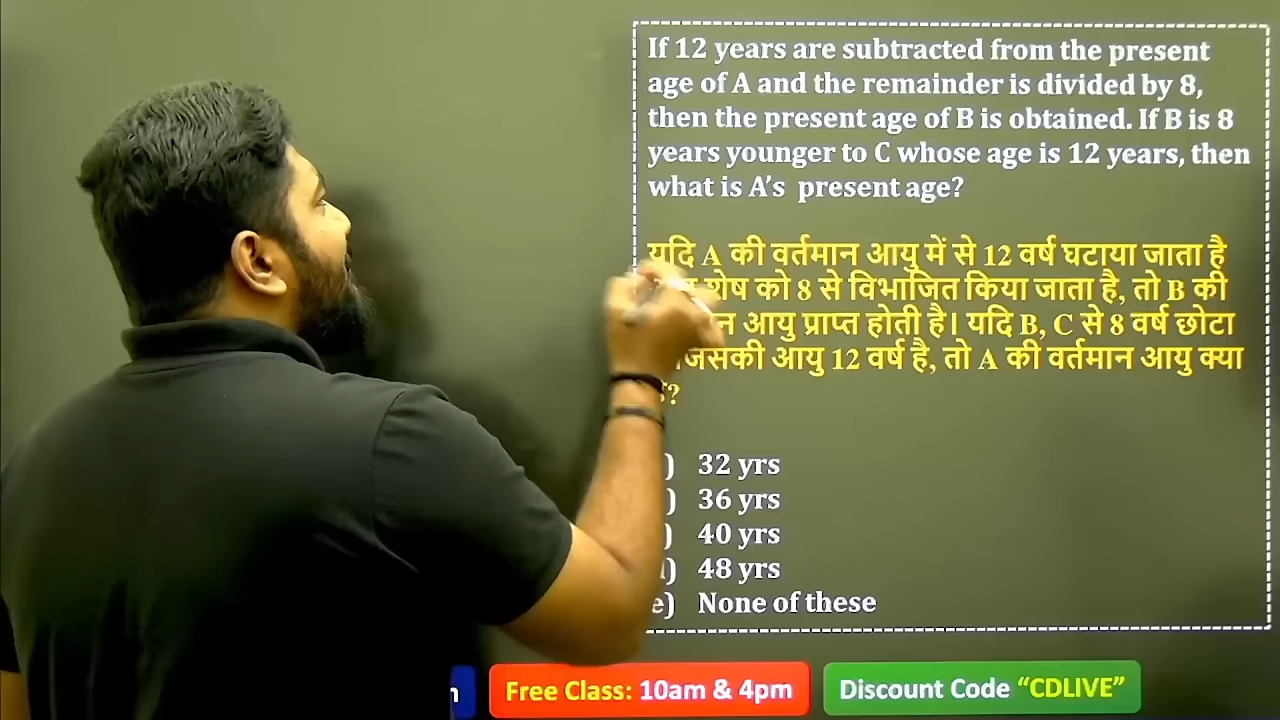 If 12 years are subtracted from the present
age of A and the remainder is divided by 8,
then the present age of B is obtained. If B is 8
years younger to C whose age is 12 years, then
what is A’s present age?
यदि A की वर्तमान आयु में से 12 वर्ष घटाया जाता है
शेष को 8 से विभाजित किया जाता है, तो B की
आयु प्राप्त होती है। यदि B, C से 8 वर्ष छोटा
जिसकी आयु 12 वर्ष है, तो A की वर्तमान आयु क्या
?
) 32 yrs
) 36 yrs
) 40 yrs
) 48 yrs
e) None of these
Free Class: 10am & 4pm
Discount Code “CDLIVE”